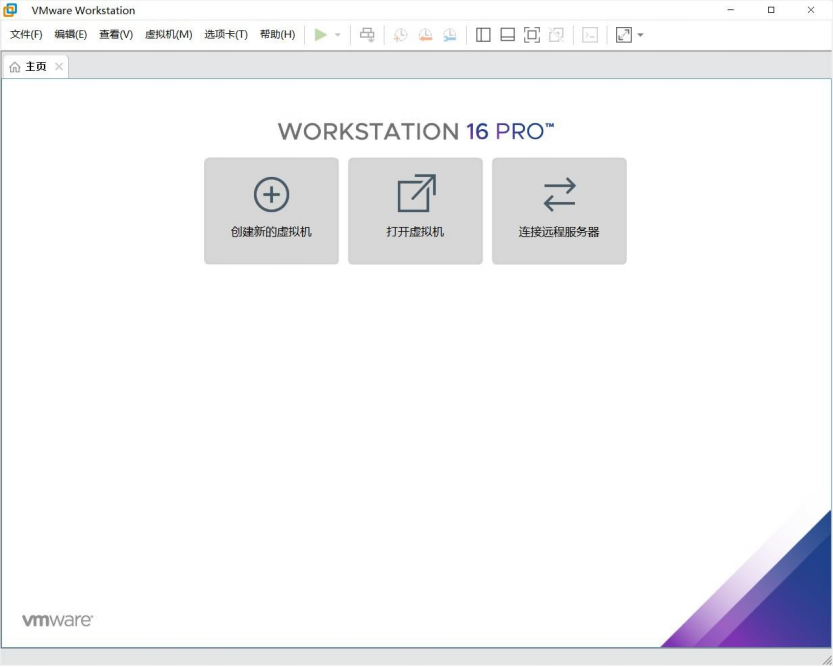 VMware Workstation
文件(F) 编辑(E) 查看(V) 虚拟机(M) 选项卡(T) 帮助(H)
主页
WORKSTATION 16 PRO™
创建新的虚拟机 打开虚拟机 连接远程服务器
vmware®